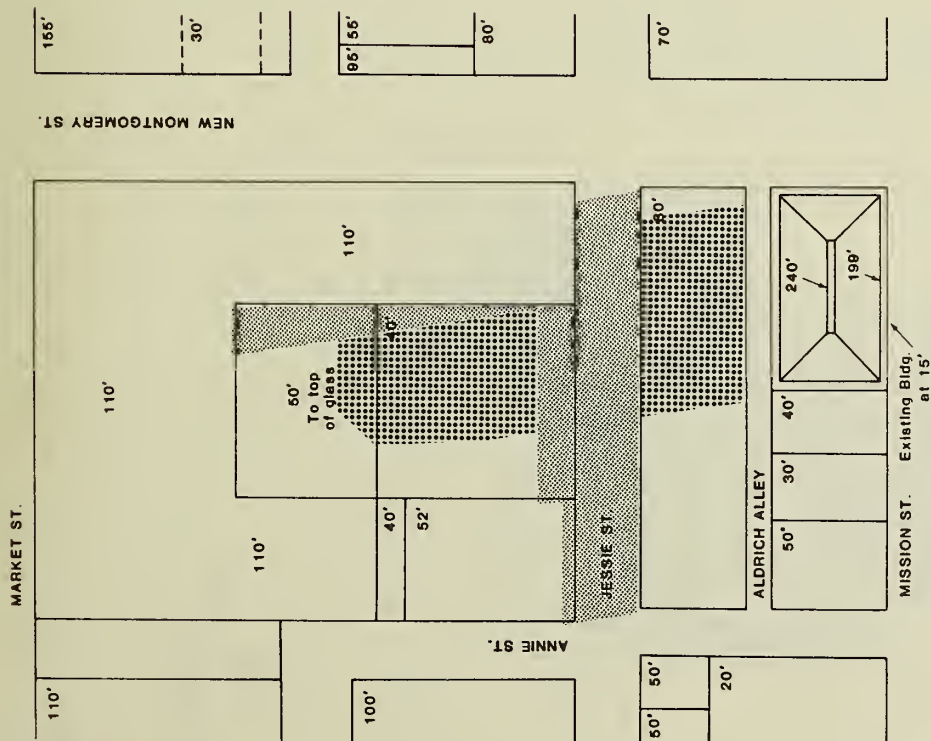 MARKET ST.
155'
30'
95'
55'
80'
70'
NEW MONTGOMERY ST.
110'
110'
110'
50'
To top
of glass
40'
40'
52'
JESSIE ST.
ALDRICH ALLEY
240'
199'
40'
30'
50'
Existing Bldg.
at 15'
MISSION ST.
ANNIE ST.
110'
100'
50'
50'
20'